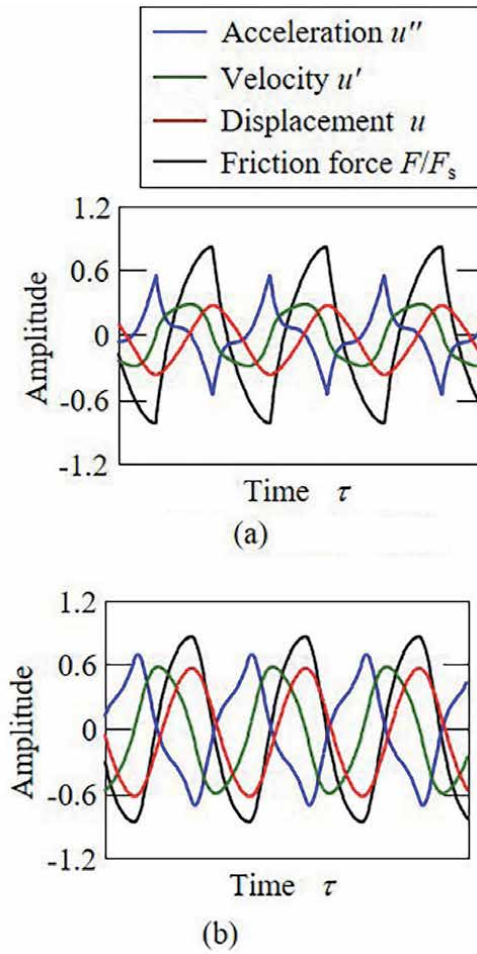 Acceleration u″
Velocity u′
Displacement u
Friction force F/Fs
1.2
0.6
0
-0.6
-1.2
Amplitude
Time τ
(a)
1.2
0.6
0
-0.6
-1.2
Amplitude
Time τ
(b)